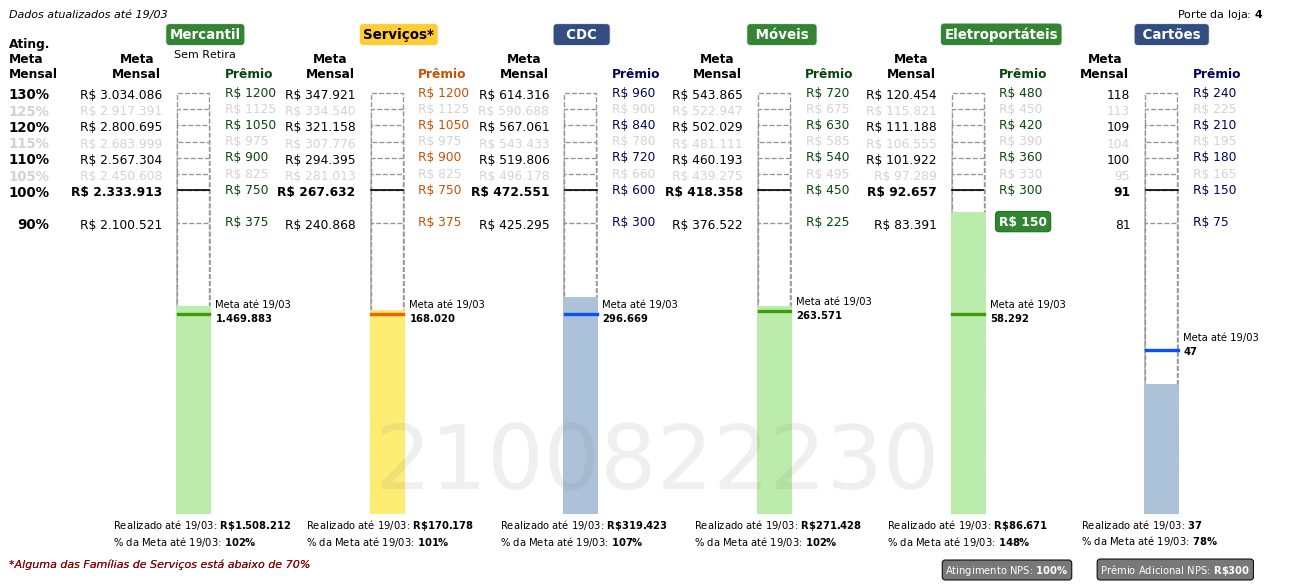 Dados atualizados até 19/03
Porte da loja: 4
Mercantil Serviços* CDC Móveis Eletroportáteis Cartões
Sem Retira
Ating. Meta Mensal
Meta Mensal Prêmio Meta Mensal Prêmio Meta Mensal Prêmio Meta Mensal Prêmio Meta Mensal Prêmio Meta Mensal Prêmio
130% R$ 3.034.086 R$ 1200 R$ 347.921 R$ 1200 R$ 614.316 R$ 960 R$ 543.865 R$ 720 R$ 120.454 R$ 480 118 R$ 240
125% R$ 2.917.391 R$ 1125 R$ 334.540 R$ 1125 R$ 590.688 R$ 900 R$ 522.947 R$ 675 R$ 115.821 R$ 450 113 R$ 225
120% R$ 2.800.695 R$ 1050 R$ 321.158 R$ 1050 R$ 567.061 R$ 840 R$ 502.029 R$ 630 R$ 111.188 R$ 420 109 R$ 210
115% R$ 2.683.999 R$ 975 R$ 307.776 R$ 975 R$ 543.433 R$ 780 R$ 481.111 R$ 585 R$ 106.555 R$ 390 104 R$ 195
110% R$ 2.567.304 R$ 900 R$ 294.395 R$ 900 R$ 519.806 R$ 720 R$ 460.193 R$ 540 R$ 101.922 R$ 360 100 R$ 180
105% R$ 2.450.608 R$ 825 R$ 281.013 R$ 825 R$ 496.178 R$ 660 R$ 439.275 R$ 495 R$ 97.289 R$ 330 95 R$ 165
100% R$ 2.333.913 R$ 750 R$ 267.632 R$ 750 R$ 472.551 R$ 600 R$ 418.358 R$ 450 R$ 92.657 R$ 300 91 R$ 150
90% R$ 2.100.521 R$ 375 R$ 240.868 R$ 375 R$ 425.295 R$ 300 R$ 376.522 R$ 225 R$ 83.391 R$ 150 81 R$ 75
Meta até 19/03
1.469.883
Meta até 19/03
168.020
Meta até 19/03
296.669
Meta até 19/03
263.571
Meta até 19/03
58.292
Meta até 19/03
47
2100822230
Realizado até 19/03: R$1.508.212
% da Meta até 19/03: 102%
Realizado até 19/03: R$170.178
% da Meta até 19/03: 101%
Realizado até 19/03: R$319.423
% da Meta até 19/03: 107%
Realizado até 19/03: R$271.428
% da Meta até 19/03: 102%
Realizado até 19/03: R$86.671
% da Meta até 19/03: 148%
Realizado até 19/03: 37
% da Meta até 19/03: 78%
*Alguma das Famílias de Serviços está abaixo de 70%
Atingimento NPS: 100%
Prêmio Adicional NPS: R$300